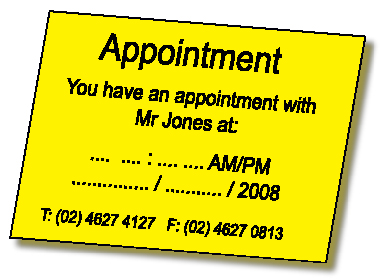 Appointment
You have an appointment with
Mr Jones at:
.... .... : .... .... AM/PM
............... / ........... / 2008
T: (02) 4627 4127 F: (02) 4627 0813